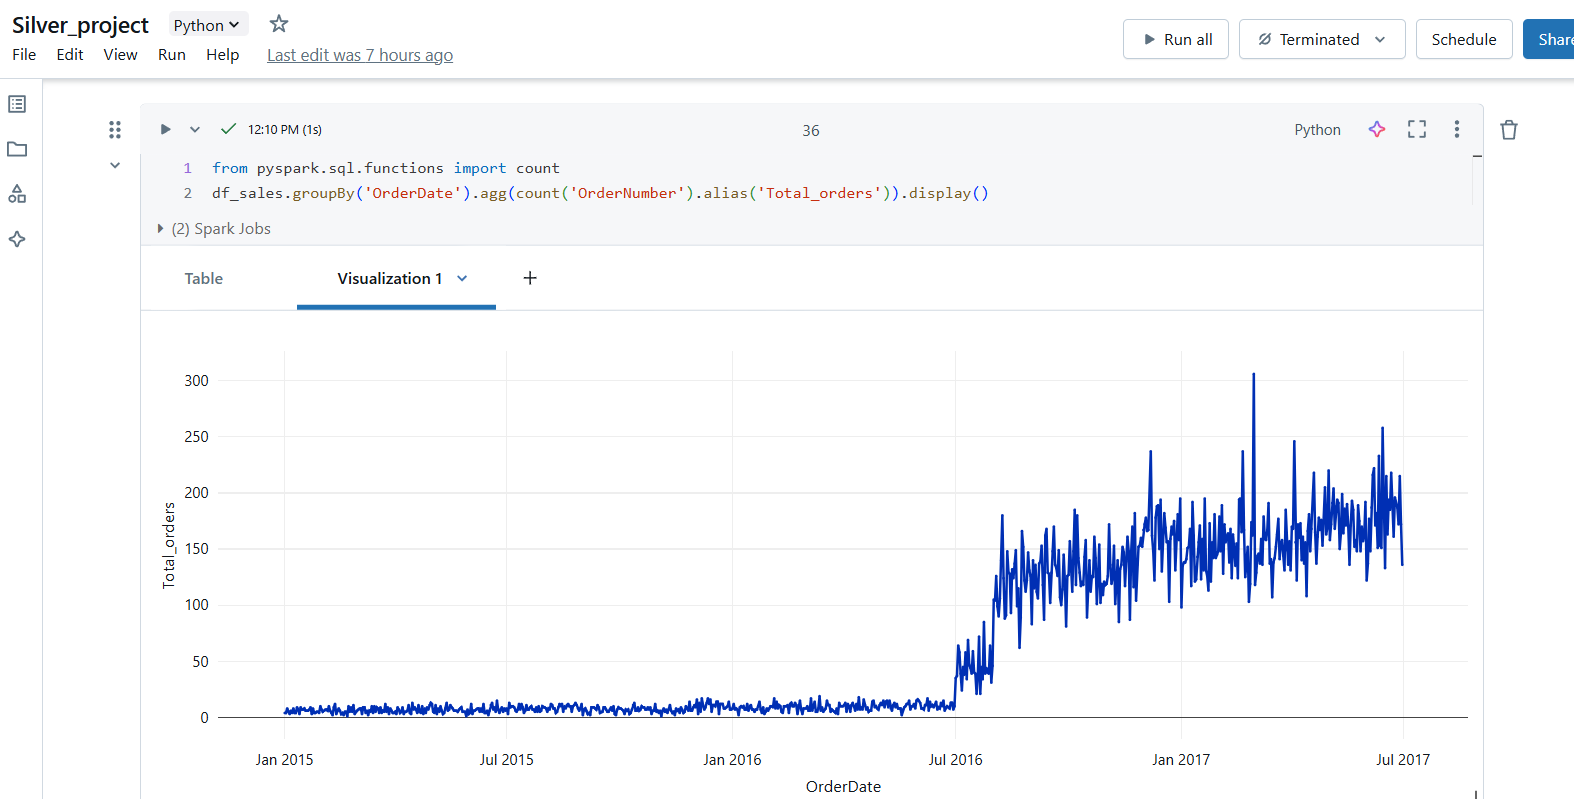 Silver_project Python
File Edit View Run Help Last edit was 7 hours ago
Run all Terminated Schedule Share
12:10 PM (1s) 36 Python
1 from pyspark.sql.functions import count
2 df_sales.groupBy('OrderDate').agg(count('OrderNumber').alias('Total_orders')).display()
(2) Spark Jobs
Table Visualization 1 +
Total_orders
300
250
200
150
100
50
0
Jan 2015 Jul 2015 Jan 2016 Jul 2016 Jan 2017 Jul 2017
OrderDate